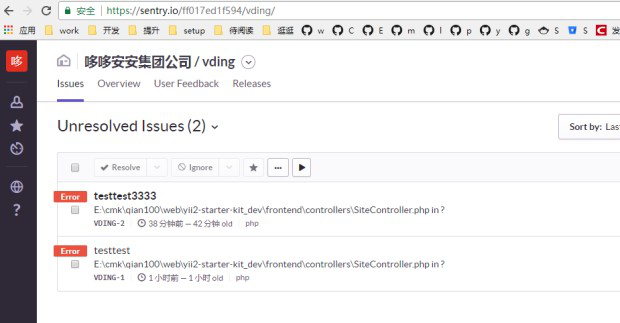 安全 https://sentry.io/ff017ed1f594/vding/
应用 work 开发 提升 setup 待阅读 逛逛 w C E m l p y g S S 发
哆 哆哆安安集团公司 / vding
Issues Overview User Feedback Releases
Unresolved Issues (2)
Sort by: Las
Resolve Ignore
Error testtest3333
E:\cmk\qian100\web\yii2-starter-kit_dev\frontend\controllers\SiteController.php in ?
VDING-2 38 分钟前 — 42 分钟 old php
Error testtest
E:\cmk\qian100\web\yii2-starter-kit_dev\frontend\controllers\SiteController.php in ?
VDING-1 1 小时前 — 1 小时 old php
?